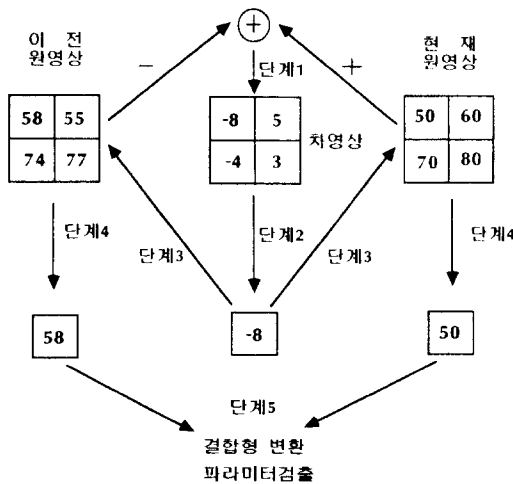 이 전
원영상
−
+
단계1
+
현 재
원영상
58 55
74 77
-8 5
-4 3
차영상
50 60
70 80
단계4
단계3
단계2
단계3
단계4
58
-8
50
단계5
결합형 변환
파라미터검출